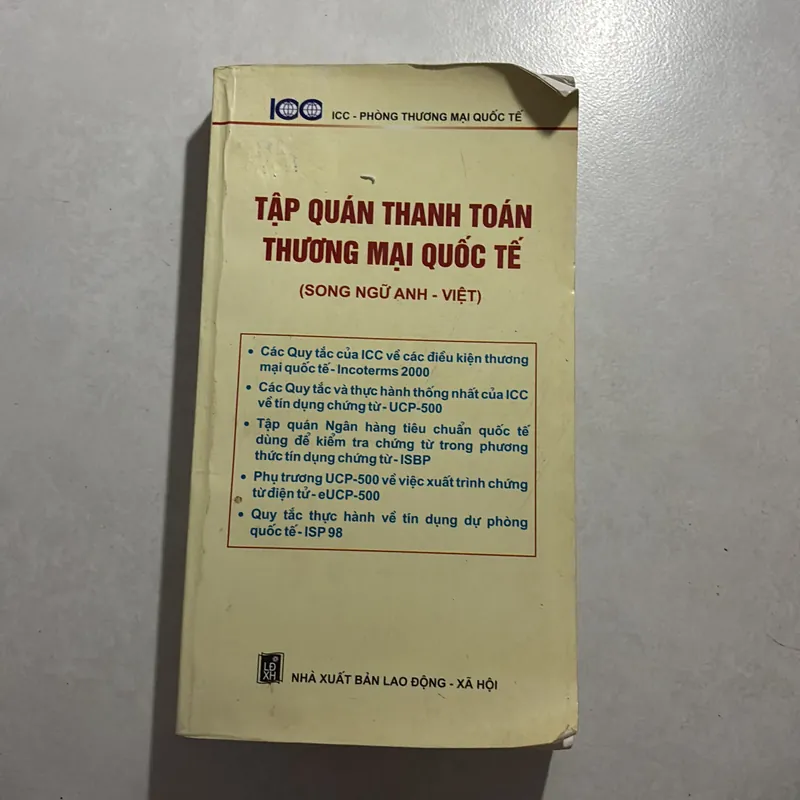 ICC ICC - PHÒNG THƯƠNG MẠI QUỐC TẾ
TẬP QUÁN THANH TOÁN
THƯƠNG MẠI QUỐC TẾ
(SONG NGỮ ANH - VIỆT)
• Các Quy tắc của ICC về các điều kiện thương
mại quốc tế - Incoterms 2000
• Các Quy tắc và thực hành thống nhất của ICC
về tín dụng chứng từ - UCP-500
• Tập quán Ngân hàng tiêu chuẩn quốc tế
dùng để kiểm tra chứng từ trong phương
thức tín dụng chứng từ - ISBP
• Phụ trương UCP-500 về việc xuất trình chứng
từ điện tử - eUCP-500
• Quy tắc thực hành về tín dụng dự phòng
quốc tế - ISP 98
LĐ
XH
NHÀ XUẤT BẢN LAO ĐỘNG - XÃ HỘI